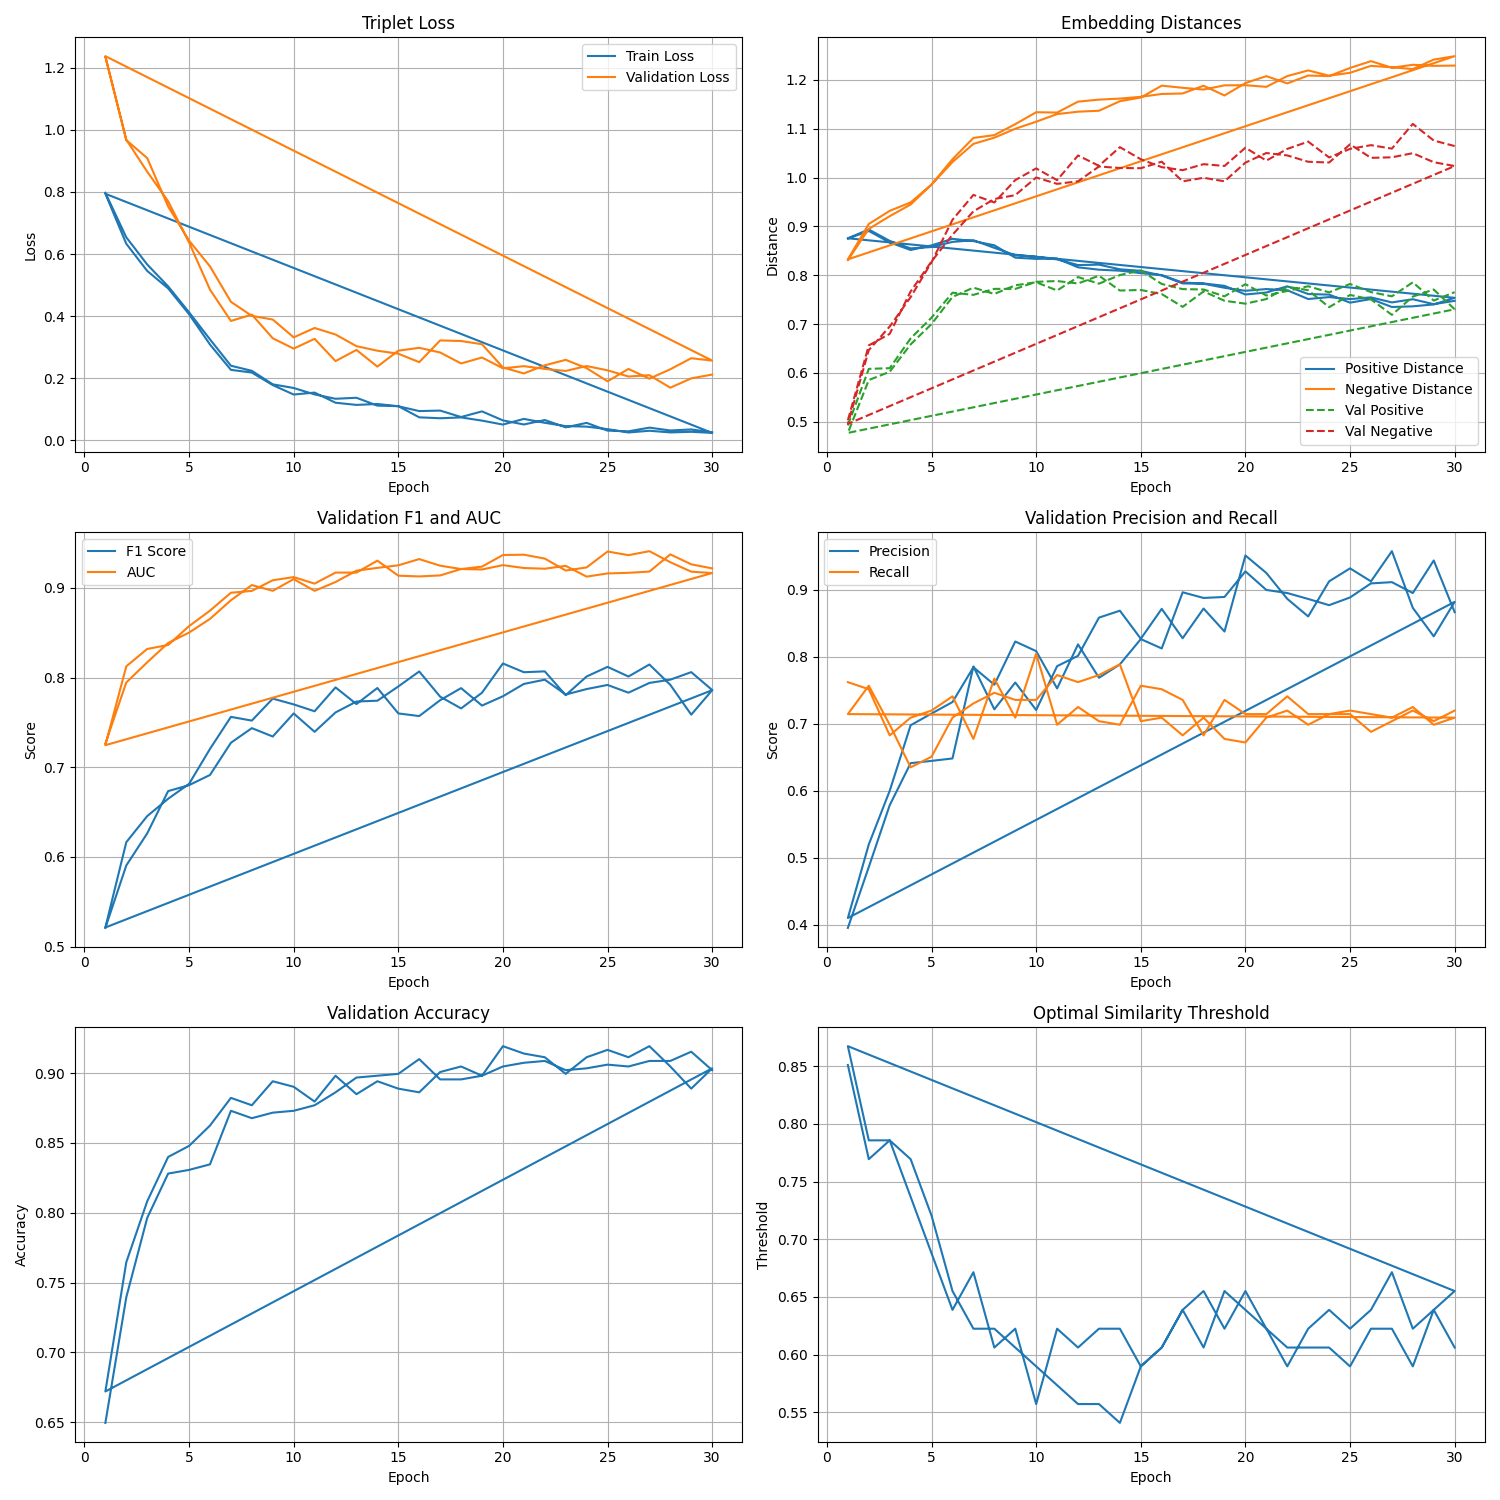 Triplet Loss
Train Loss
Validation Loss
1.2
1.0
0.8
0.6
0.4
0.2
0.0
Loss
0 5 10 15 20 25 30
Epoch
Embedding Distances
1.2
1.1
1.0
0.9
0.8
0.7
0.6
0.5
Distance
Positive Distance
Negative Distance
Val Positive
Val Negative
0 5 10 15 20 25 30
Epoch
Validation F1 and AUC
F1 Score
AUC
0.9
0.8
0.7
0.6
0.5
Score
0 5 10 15 20 25 30
Epoch
Validation Precision and Recall
Precision
Recall
0.9
0.8
0.7
0.6
0.5
0.4
Score
0 5 10 15 20 25 30
Epoch
Validation Accuracy
0.90
0.85
0.80
0.75
0.70
0.65
Accuracy
0 5 10 15 20 25 30
Epoch
Optimal Similarity Threshold
0.85
0.80
0.75
0.70
0.65
0.60
0.55
Threshold
0 5 10 15 20 25 30
Epoch